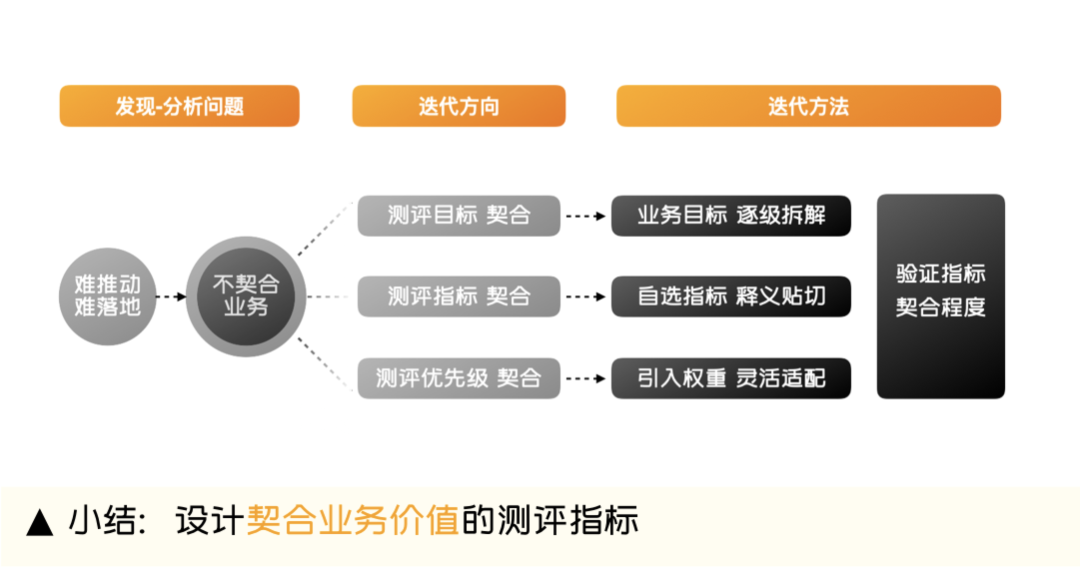 发现-分析问题
迭代方向
迭代方法
难推动
难落地
不契合
业务
测评目标 契合
业务目标 逐级拆解
测评指标 契合
自选指标 释义贴切
测评优先级 契合
引入权重 灵活适配
验证指标
契合程度
▲ 小结: 设计契合业务价值的测评指标